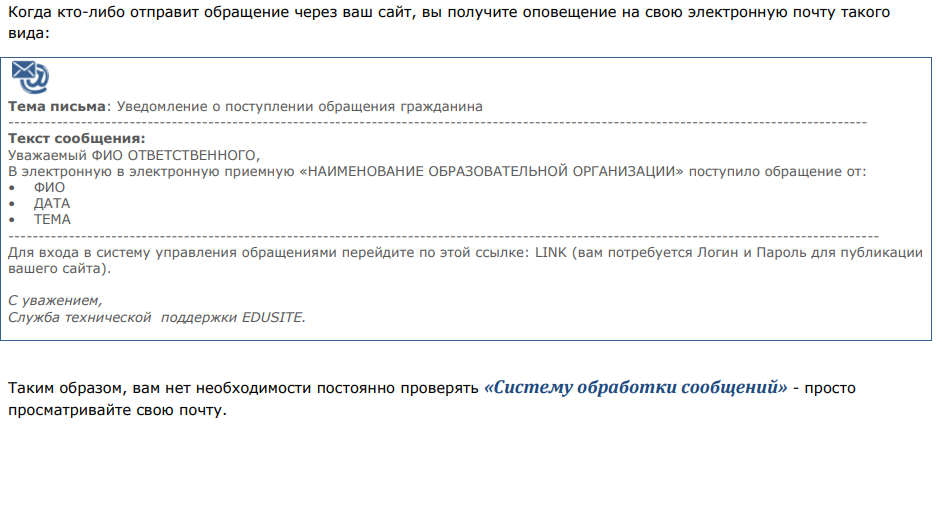 Когда кто-либо отправит обращение через ваш сайт, вы получите оповещение на свою электронную почту такого
вида:
Тема письма: Уведомление о поступлении обращения гражданина
--------------------------------------------------------------------------------------------------------------
Текст сообщения:
Уважаемый ФИО ОТВЕТСТВЕННОГО,
В электронную в электронную приемную «НАИМЕНОВАНИЕ ОБРАЗОВАТЕЛЬНОЙ ОРГАНИЗАЦИИ» поступило обращение от:
• ФИО
• ДАТА
• ТЕМА
--------------------------------------------------------------------------------------------------------------
Для входа в систему управления обращениями перейдите по этой ссылке: LINK (вам потребуется Логин и Пароль для публикации
вашего сайта).
С уважением,
Служба технической  поддержки EDUSITE.
Таким образом, вам нет необходимости постоянно проверять «Систему обработки сообщений» - просто
просматривайте свою почту.